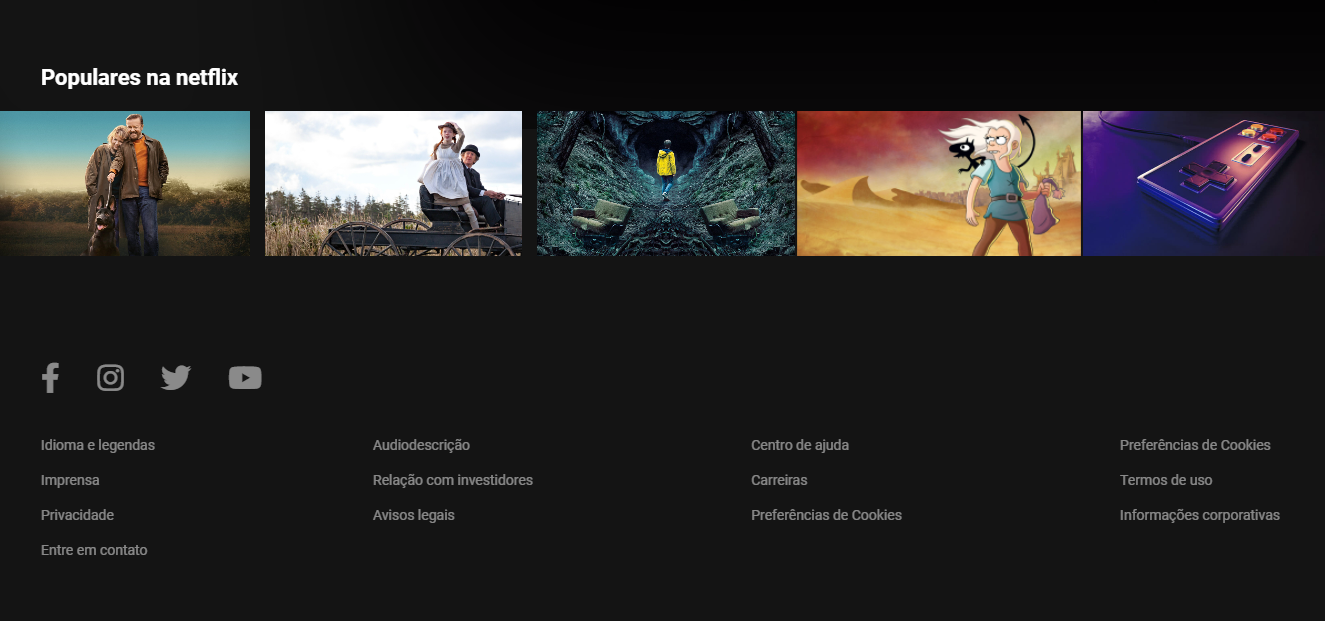 Populares na netflix
Idioma e legendas
Audiodescrição
Centro de ajuda
Preferências de Cookies
Imprensa
Relação com investidores
Carreiras
Termos de uso
Privacidade
Avisos legais
Preferências de Cookies
Informações corporativas
Entre em contato